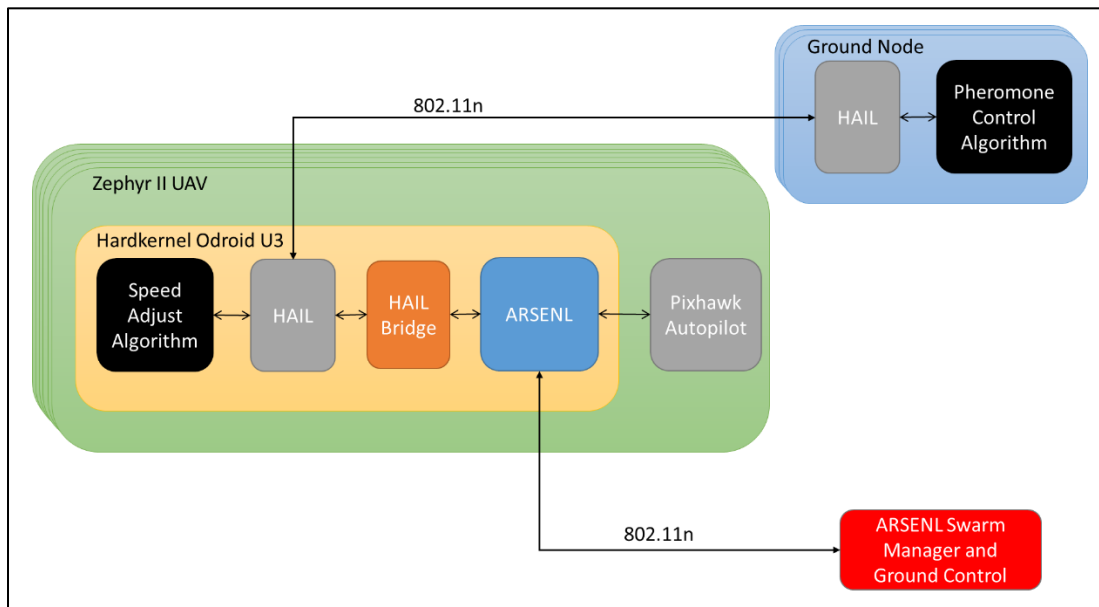 Ground Node
HAIL
Pheromone
Control
Algorithm
802.11n
Zephyr II UAV
Hardkernel Odroid U3
Speed
Adjust
Algorithm
HAIL
HAIL
Bridge
ARSENL
Pixhawk
Autopilot
802.11n
ARSENL Swarm
Manager and
Ground Control